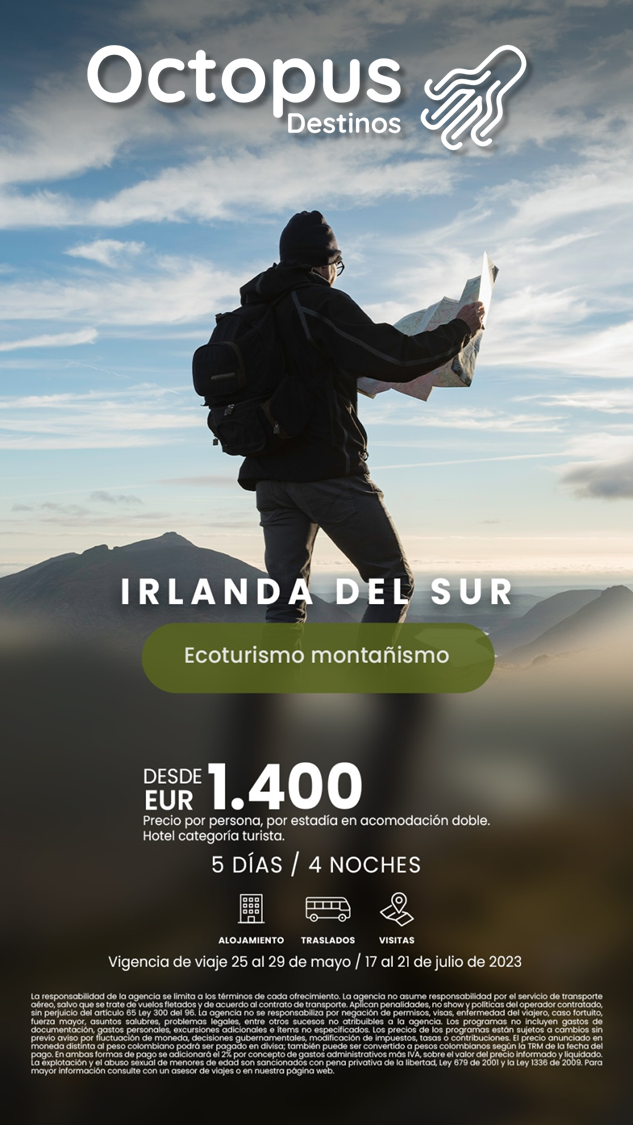 Octopus
Destinos
IRLANDA DEL SUR
Ecoturismo montañismo
DESDE
EUR 1.400
Precio por persona, por estadía en acomodación doble.
Hotel categoría turista.
5 DÍAS / 4 NOCHES
ALOJAMIENTO TRASLADOS VISITAS
Vigencia de viaje 25 al 29 de mayo / 17 al 21 de julio de 2023
La responsabilidad de la agencia se limita a los términos de cada ofrecimiento. La agencia no asume responsabilidad por el servicio de transporte
aéreo, salvo que se trate de vuelos fletados y de acuerdo al contrato de transporte. Aplican penalidades, no show y políticas del operador contratado,
sin perjuicio del artículo 65 Ley 300 del 96. La agencia no se responsabiliza por negación de permisos, visas, enfermedad del viajero, caso fortuito,
fuerza mayor, asuntos salubres, problemas legales, entre otros sucesos no atribuibles a la agencia. Los programas no incluyen gastos de
documentación, gastos personales, excursiones adicionales e ítems no especificados. Los precios de los programas están sujetos a cambios sin
previo aviso por fluctuación de moneda, decisiones gubernamentales, modificación de impuestos, tasas o contribuciones. El precio anunciado en
moneda distinta al peso colombiano podrá ser pagado en divisa; también puede ser convertido a pesos colombianos según la TRM de la fecha del
pago. En ambas formas de pago se adicionará el 2% por concepto de gastos administrativos más IVA, sobre el valor del precio informado y liquidado.
La explotación y el abuso sexual de menores de edad son sancionados con pena privativa de la libertad, Ley 679 de 2001 y la Ley 1336 de 2009. Para
mayor información consulte con un asesor de viajes o en nuestra página web.